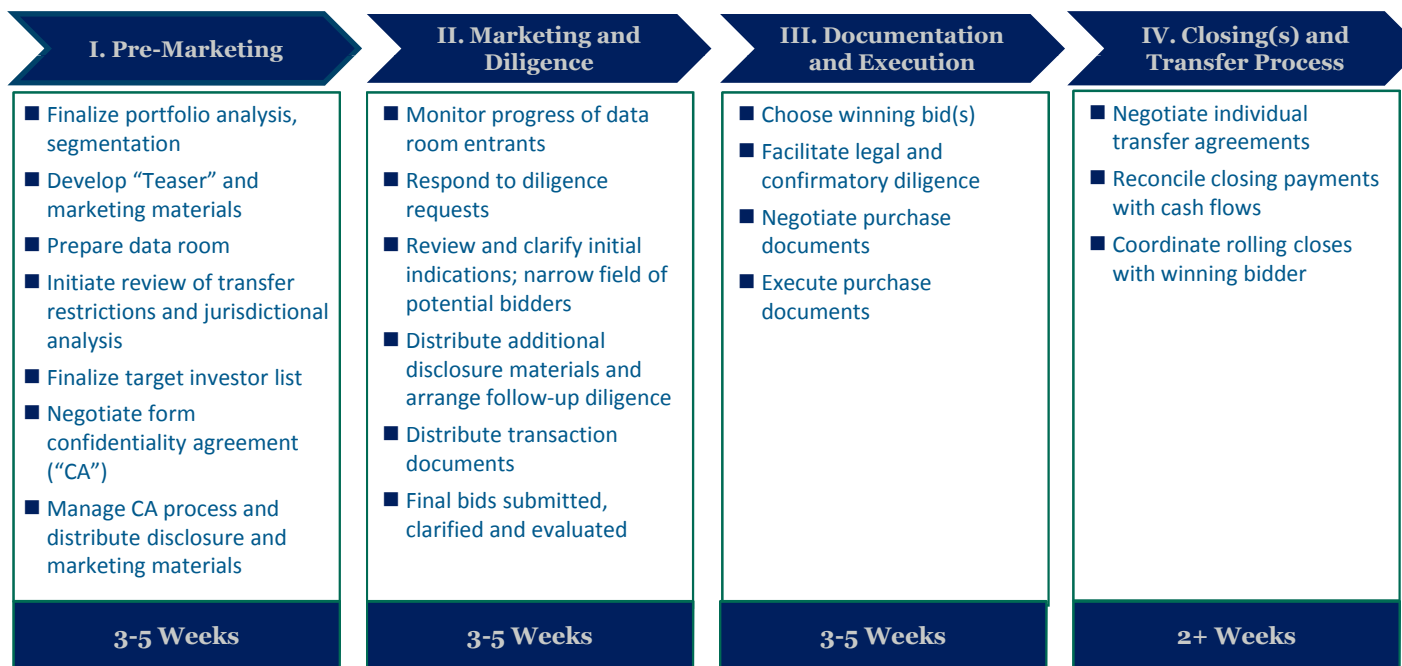 I. Pre-Marketing
Finalize portfolio analysis,
segmentation
Develop “Teaser” and
marketing materials
Prepare data room
Initiate review of transfer
restrictions and jurisdictional
analysis
Finalize target investor list
Negotiate form
confidentiality agreement
(“CA”)
Manage CA process and
distribute disclosure and
marketing materials
3-5 Weeks
II. Marketing and
Diligence
Monitor progress of data
room entrants
Respond to diligence
requests
Review and clarify initial
indications; narrow field of
potential bidders
Distribute additional
disclosure materials and
arrange follow-up diligence
Distribute transaction
documents
Final bids submitted,
clarified and evaluated
3-5 Weeks
III. Documentation
and Execution
Choose winning bid(s)
Facilitate legal and
confirmatory diligence
Negotiate purchase
documents
Execute purchase
documents
3-5 Weeks
IV. Closing(s) and
Transfer Process
Negotiate individual
transfer agreements
Reconcile closing payments
with cash flows
Coordinate rolling closes
with winning bidder
2+ Weeks